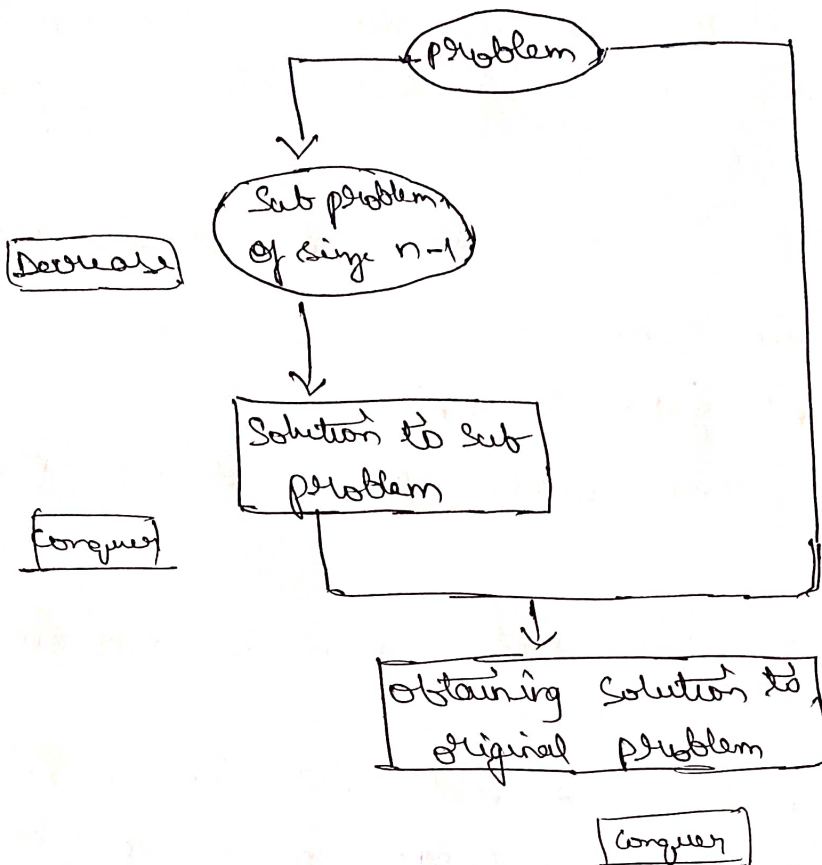 problem
Sub problem
of size n-1
Decrease
Solution to sub
problem
Conquer
obtaining solution to
original problem
Conquer